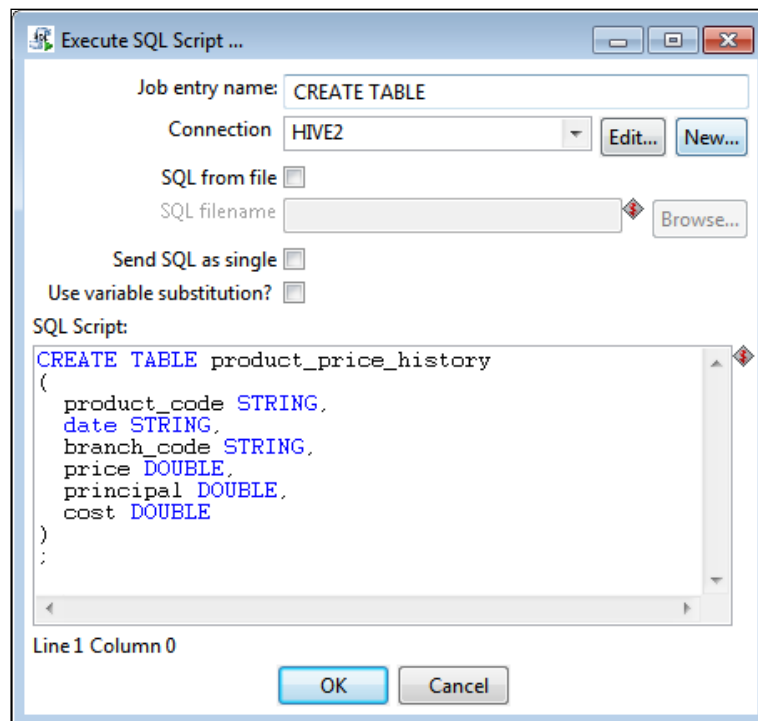 Execute SQL Script ...
Job entry name: CREATE TABLE
Connection HIVE2 Edit... New...
SQL from file
SQL filename Browse...
Send SQL as single
Use variable substitution?
SQL Script:
CREATE TABLE product_price_history
(
product_code STRING,
date STRING,
branch_code STRING,
price DOUBLE,
principal DOUBLE,
cost DOUBLE
)
;
Line 1 Column 0
OK Cancel